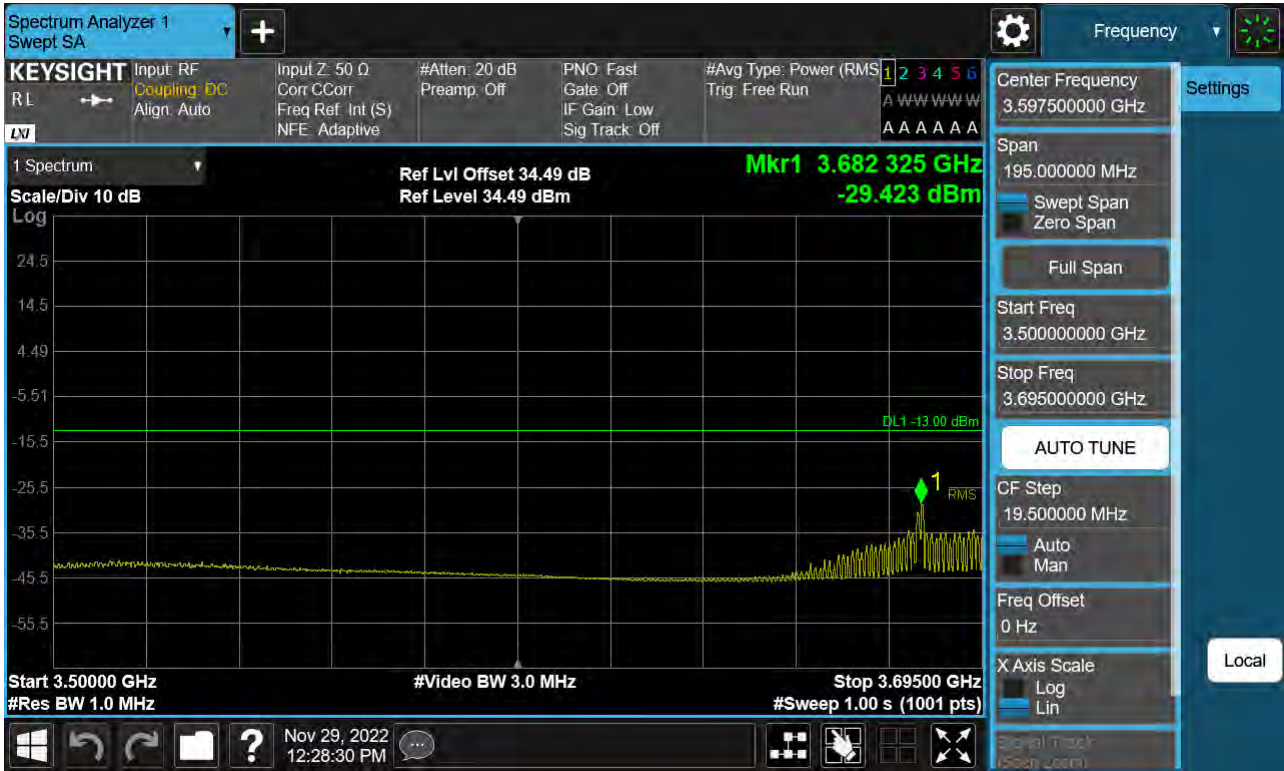 Spectrum Analyzer 1
Swept SA
+
Frequency
KEYSIGHT
RL
LXI
Input: RF
Coupling: DC
Align: Auto
Input Z: 50 Ω
Corr CCorr
Freq Ref: Int (S)
NFE: Adaptive
#Atten: 20 dB
Preamp: Off
PNO: Fast
Gate: Off
IF Gain: Low
Sig Track: Off
#Avg Type: Power (RMS
Trig: Free Run
1 2 3 4 5 6
A W W W W W
A A A A A A
Center Frequency
3.597500000 GHz
Settings
Span
195.000000 MHz
Swept Span
Zero Span
Full Span
Start Freq
3.500000000 GHz
Stop Freq
3.695000000 GHz
AUTO TUNE
CF Step
19.500000 MHz
Auto
Man
Freq Offset
0 Hz
X Axis Scale
Log
Lin
Signal Track
(Span Zoom)
Local
1 Spectrum
Scale/Div 10 dB
Log
Ref Lvl Offset 34.49 dB
Ref Level 34.49 dBm
Mkr1 3.682 325 GHz
-29.423 dBm
24.5
14.5
4.49
-5.51
DL1 -13.00 dBm
-15.5
-25.5
1
RMS
-35.5
-45.5
-55.5
Start 3.50000 GHz
#Video BW 3.0 MHz
Stop 3.69500 GHz
#Res BW 1.0 MHz
#Sweep 1.00 s (1001 pts)
?
Nov 29, 2022
12:28:30 PM